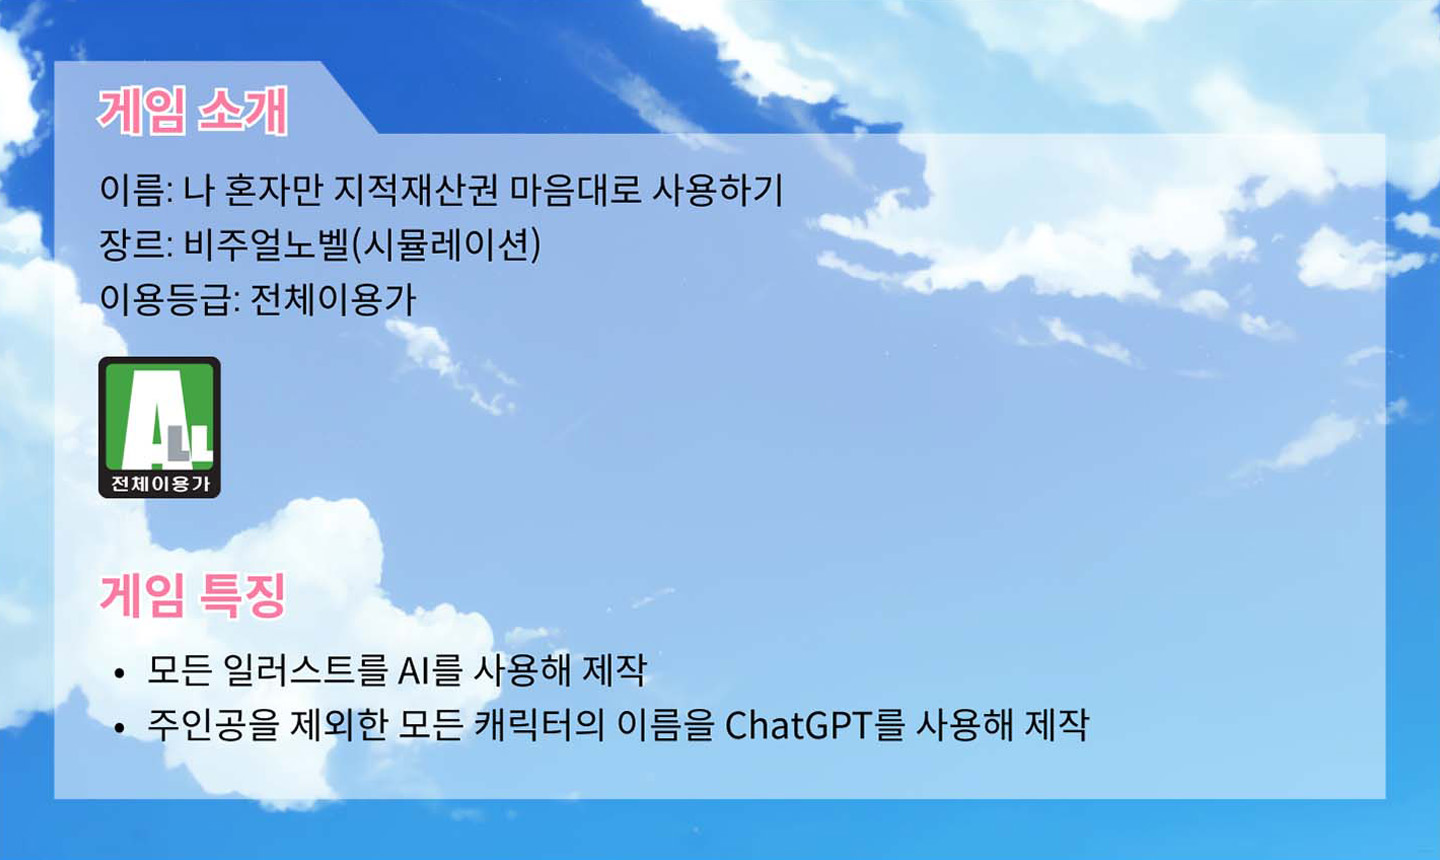 게임 소개
이름: 나 혼자만 지적재산권 마음대로 사용하기
장르: 비주얼노벨(시뮬레이션)
이용등급: 전체이용가
ALL
전체이용가
게임 특징
• 모든 일러스트를 AI를 사용해 제작
• 주인공을 제외한 모든 캐릭터의 이름을 ChatGPT를 사용해 제작